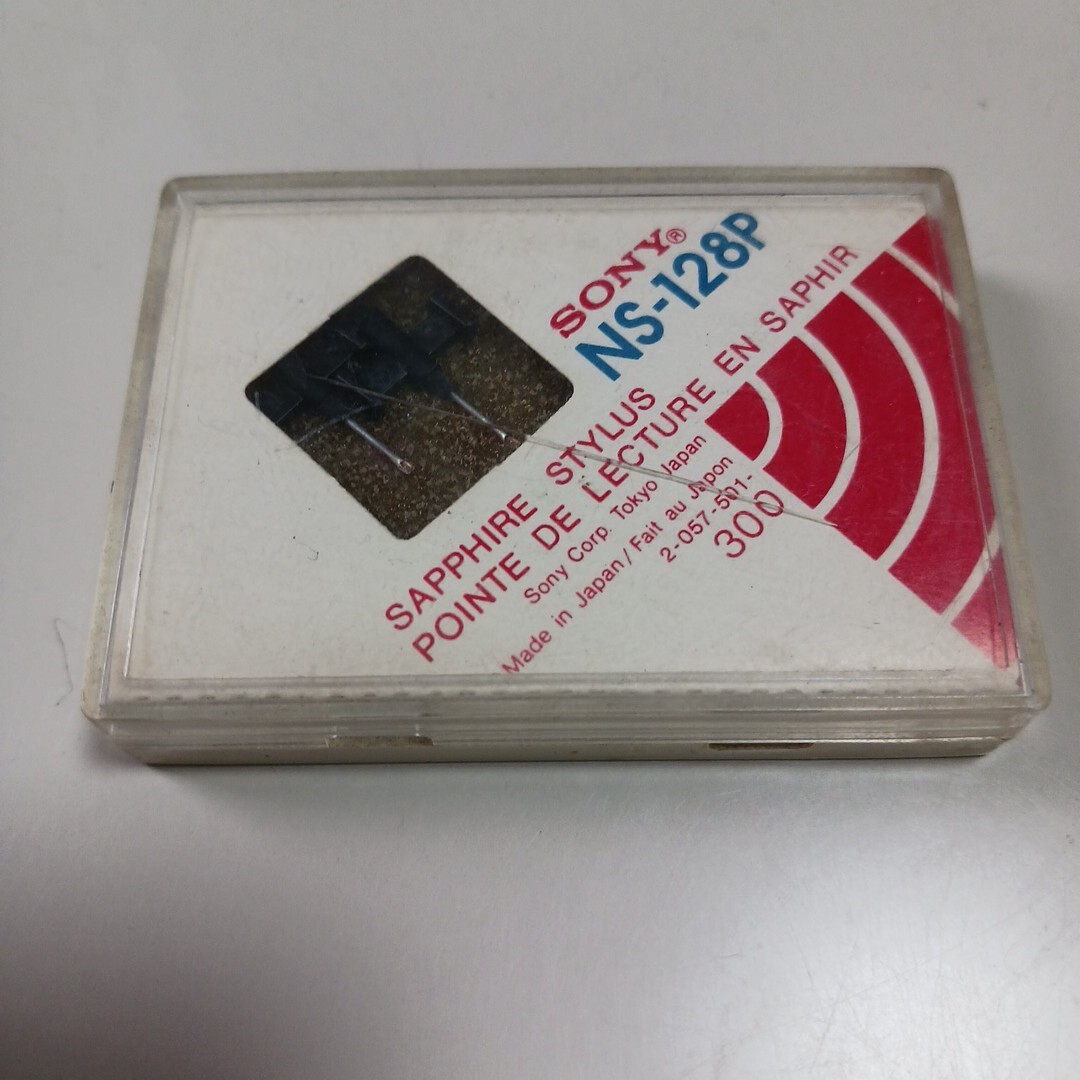 SONY®
NS-128P
SAPPHIRE STYLUS
POINTE DE LECTURE EN SAPHIR
Sony Corp. Tokyo Japan
Made in Japan / Fait au Japon
2-057-501-
300